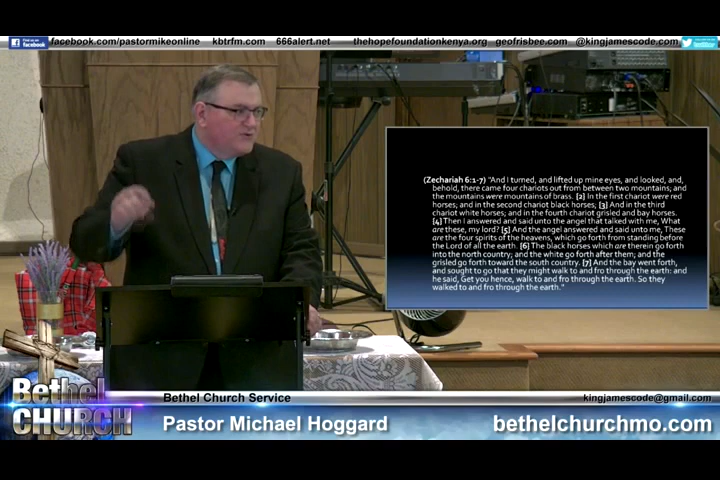 Find us on facebook facebook.com/pastormikeonline kbtrfm.com 666alert.net thehopefoundationkenya.org geofrisbee.com @kingjamescode.com twitter
(Zechariah 6:1-7) "And I turned, and lifted up mine eyes, and looked, and,
behold, there came four chariots out from between two mountains; and
the mountains were mountains of brass. [2] In the first chariot were red
horses; and in the second chariot black horses; [3] And in the third
chariot white horses; and in the fourth chariot grisled and bay horses.
[4] Then I answered and said unto the angel that talked with me, What
are these, my lord? [5] And the angel answered and said unto me, These
are the four spirits of the heavens, which go forth from standing before
the Lord of all the earth. [6] The black horses which are therein go forth
into the north country; and the white go forth after them; and the
grisled go forth toward the south country. [7] And the bay went forth,
and sought to go that they might walk to and fro through the earth: and
he said, Get you hence, walk to and fro through the earth. So they
walked to and fro through the earth."
Bethel
CHURCH
Bethel Church Service kingjamescode@gmail.com
Pastor Michael Hoggard bethelchurchmo.com